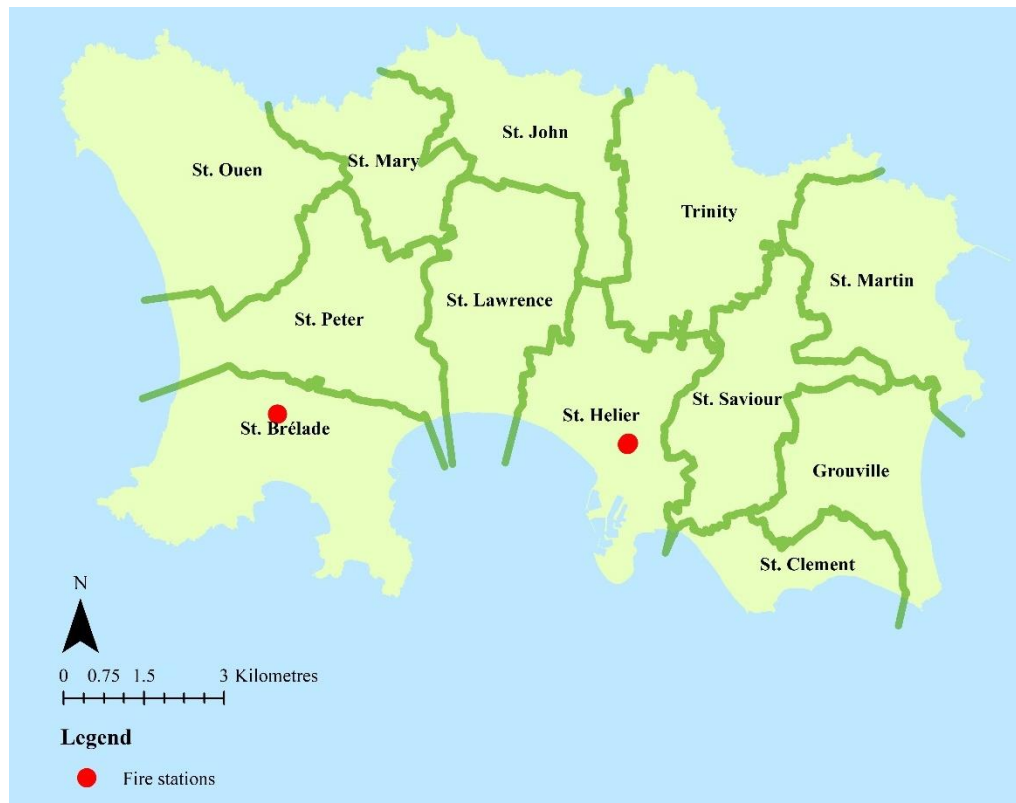 St. John
St. Mary
St. Ouen
Trinity
St. Martin
St. Lawrence
St. Peter
St. Saviour
St. Helier
St. Brélade
Grouville
St. Clement
N
0 0.75 1.5 3 Kilometres
Legend
Fire stations